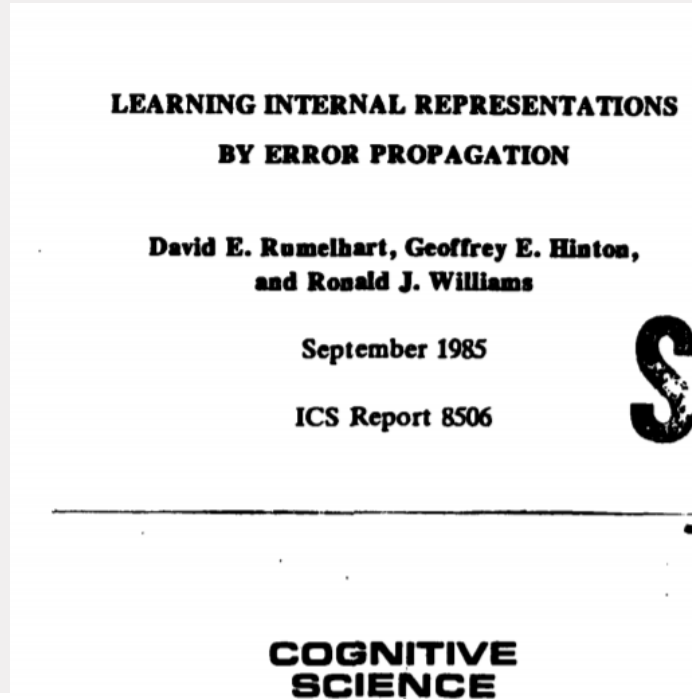 LEARNING INTERNAL REPRESENTATIONS
BY ERROR PROPAGATION
David E. Rumelhart, Geoffrey E. Hinton,
and Ronald J. Williams
September 1985
ICS Report 8506
S
COGNITIVE
SCIENCE